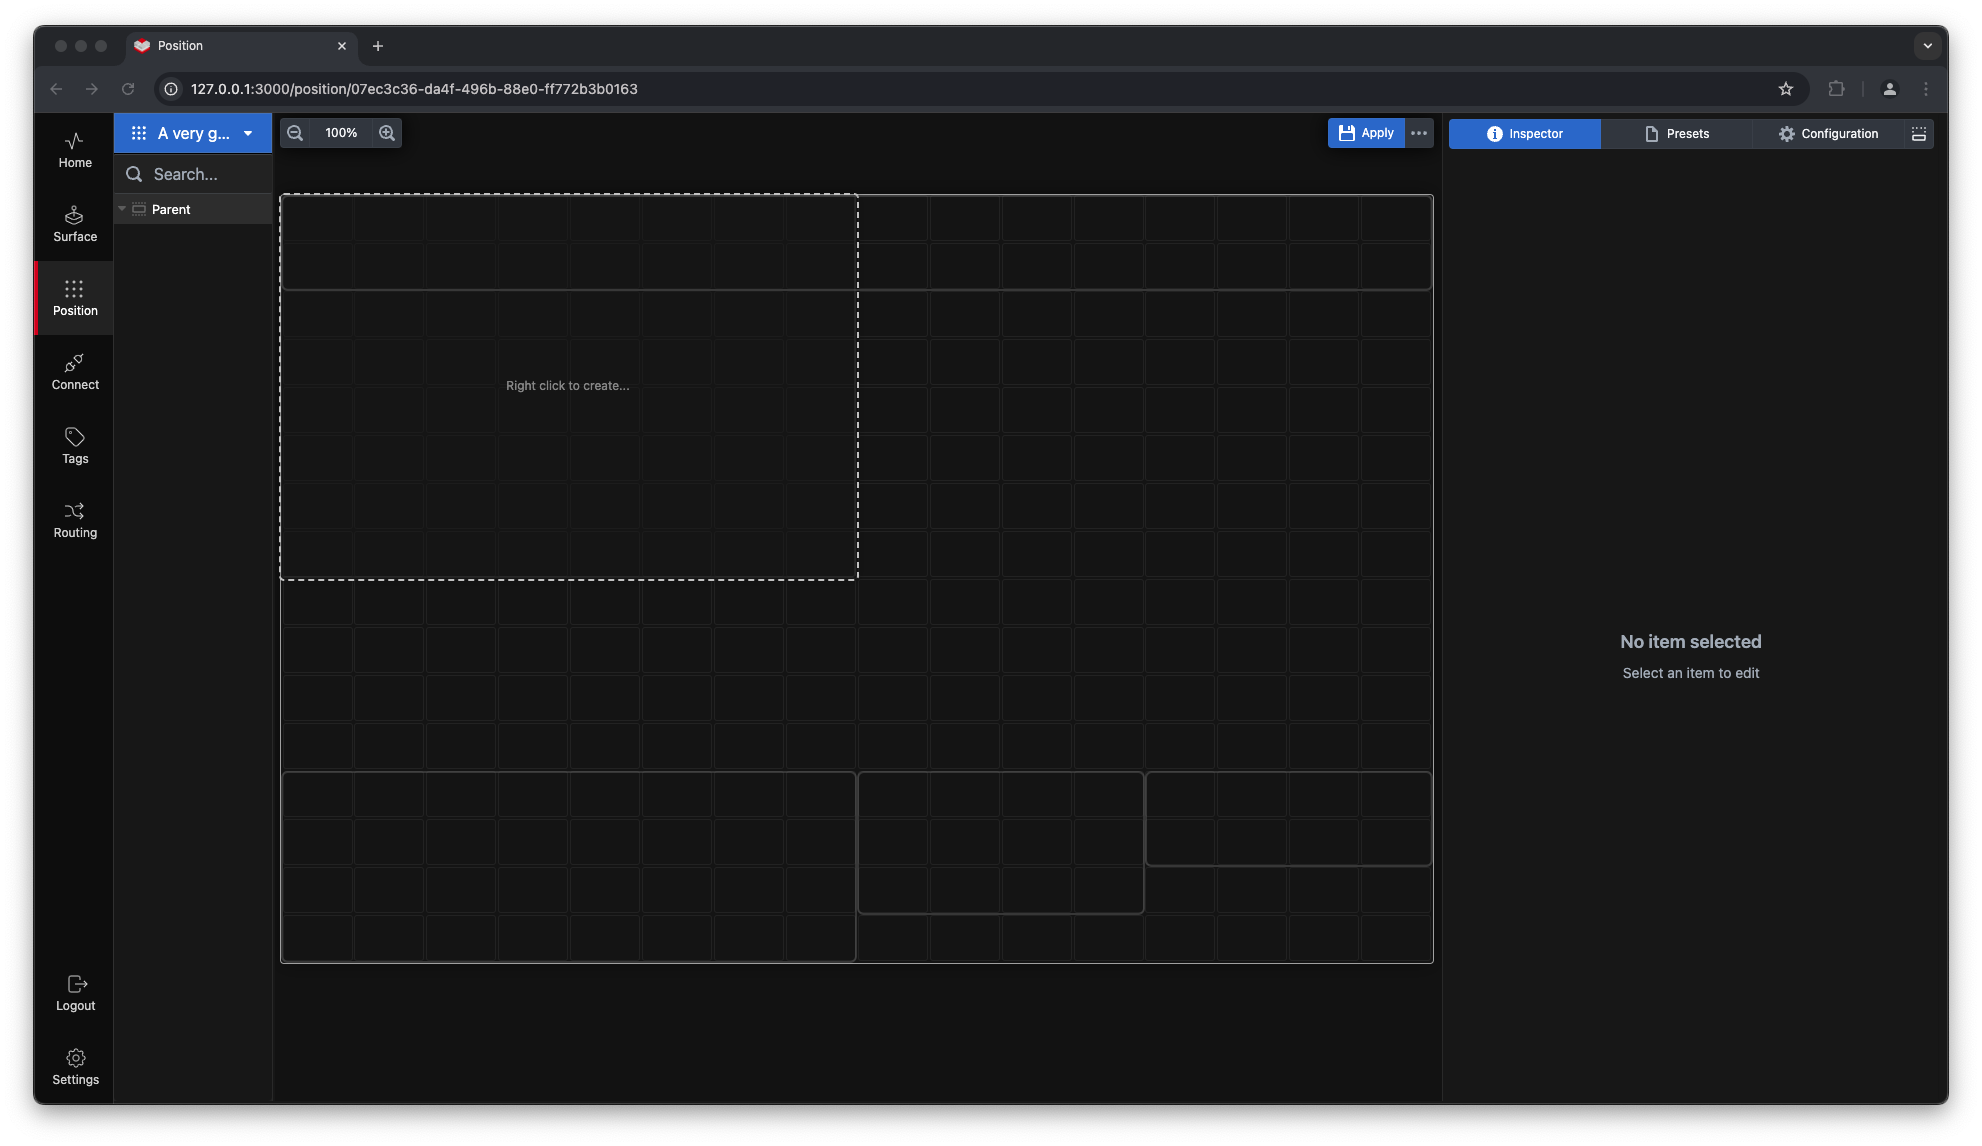 Position
127.0.0.1:3000/position/07ec3c36-da4f-496b-88e0-ff772b3b0163
Home
Surface
Position
Connect
Tags
Routing
Logout
Settings
A very g...
Search...
Parent
100%
Apply
Right click to create...
Inspector
Presets
Configuration
No item selected
Select an item to edit